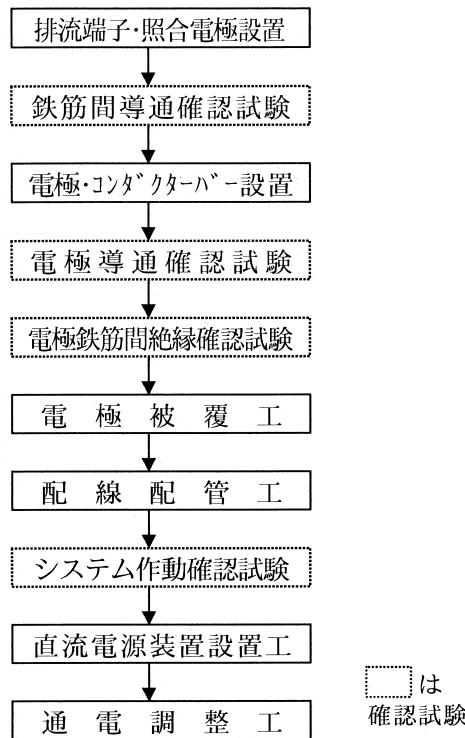 排流端子・照合電極設置
鉄筋間導通確認試験
電極・ｺﾝﾀﾞｸﾀｰﾊﾞｰ設置
電極導通確認試験
電極鉄筋間絶縁確認試験
電極被覆工
配線配管工
システム作動確認試験
直流電源装置設置工
通電調整工
は
確認試験